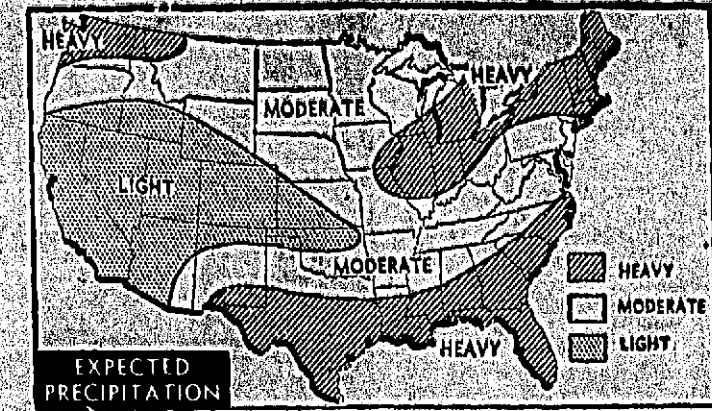 HEAVY
HEAVY
MODERATE
LIGHT
MODERATE
HEAVY
MODERATE
LIGHT
HEAVY
EXPECTED
PRECIPITATION